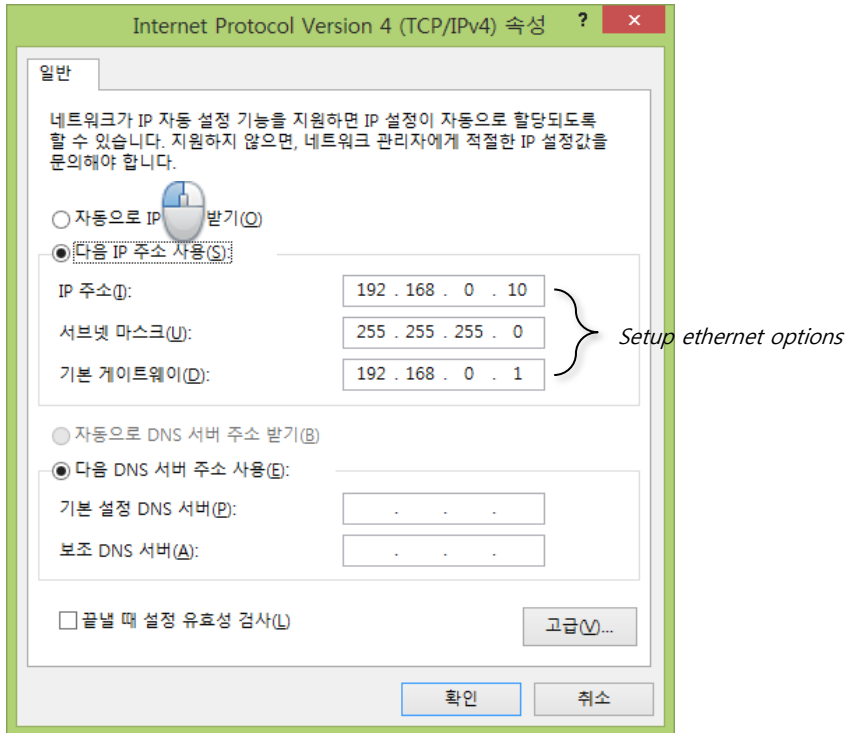 Internet Protocol Version 4 (TCP/IPv4) 속성
?
×
일반
네트워크가 IP 자동 설정 기능을 지원하면 IP 설정이 자동으로 할당되도록
할 수 있습니다. 지원하지 않으면, 네트워크 관리자에게 적절한 IP 설정값을
문의해야 합니다.
자동으로 IP 받기(O)
다음 IP 주소 사용(S):
IP 주소(I): 192 . 168 . 0 . 10
서브넷 마스크(U): 255 . 255 . 255 . 0
기본 게이트웨이(D): 192 . 168 . 0 . 1
Setup ethernet options
자동으로 DNS 서버 주소 받기(B)
다음 DNS 서버 주소 사용(E):
기본 설정 DNS 서버(P): . . .
보조 DNS 서버(A): . . .
끝낼 때 설정 유효성 검사(L)
고급(V)...
확인 취소